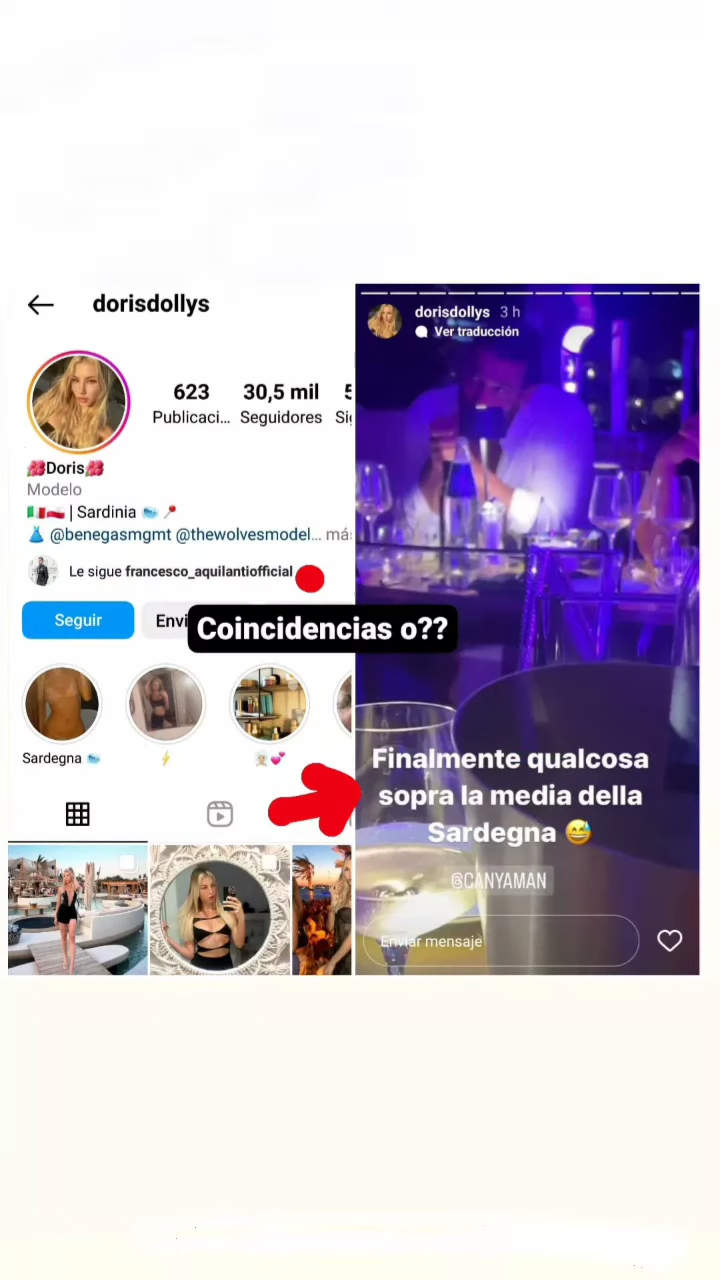 dorisdollys
623
30,5 mil
Publicaci...
Seguidores
🌺Doris🌺
Modelo
🇮🇹🇵🇱 | Sardinia 🐋📍
👗 @benegasmgmt @thewolvesmodel... más
Le sigue francesco_aquilantiofficial
Seguir
Envi
Sardegna 🐋
⚡
👩🏼‍🚀💕
Coincidencias o??
dorisdollys 3 h
Ver traducción
Finalmente qualcosa
sopra la media della
Sardegna 😅
@CANYAMAN
Enviar mensaje